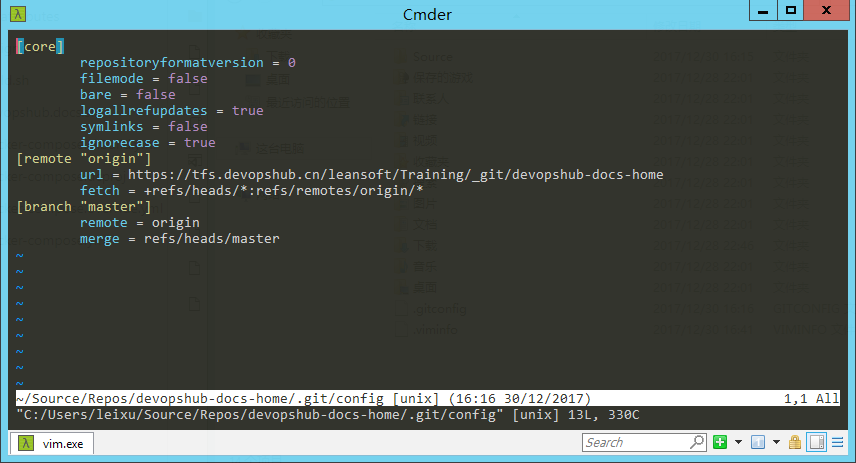 Cmder
[core]
repositoryformatversion = 0
filemode = false
bare = false
logallrefupdates = true
symlinks = false
ignorecase = true
[remote "origin"]
url = https://tfs.devopshub.cn/leansoft/Training/_git/devopshub-docs-home
fetch = +refs/heads/*:refs/remotes/origin/*
[branch "master"]
remote = origin
merge = refs/heads/master
~
~
~
~
~
~
~
~
~
~/Source/Repos/devopshub-docs-home/.git/config [unix] (16:16 30/12/2017) 1,1 All
"C:/Users/leixu/Source/Repos/devopshub-docs-home/.git/config" [unix] 13L, 330C
λ vim.exe Search